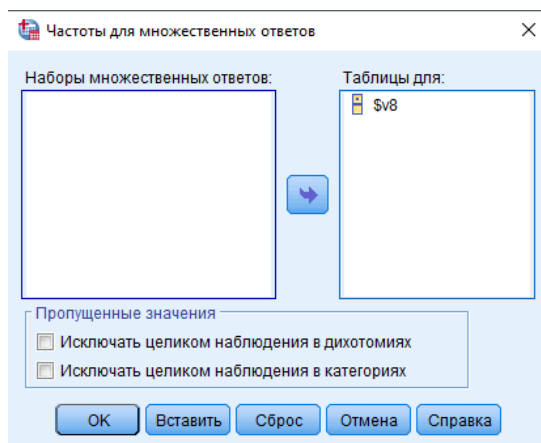 Частоты для множественных ответов
Наборы множественных ответов:
Таблицы для:
$v8
Пропущенные значения
Исключать целиком наблюдения в дихотомиях
Исключать целиком наблюдения в категориях
OK
Вставить
Сброс
Отмена
Справка